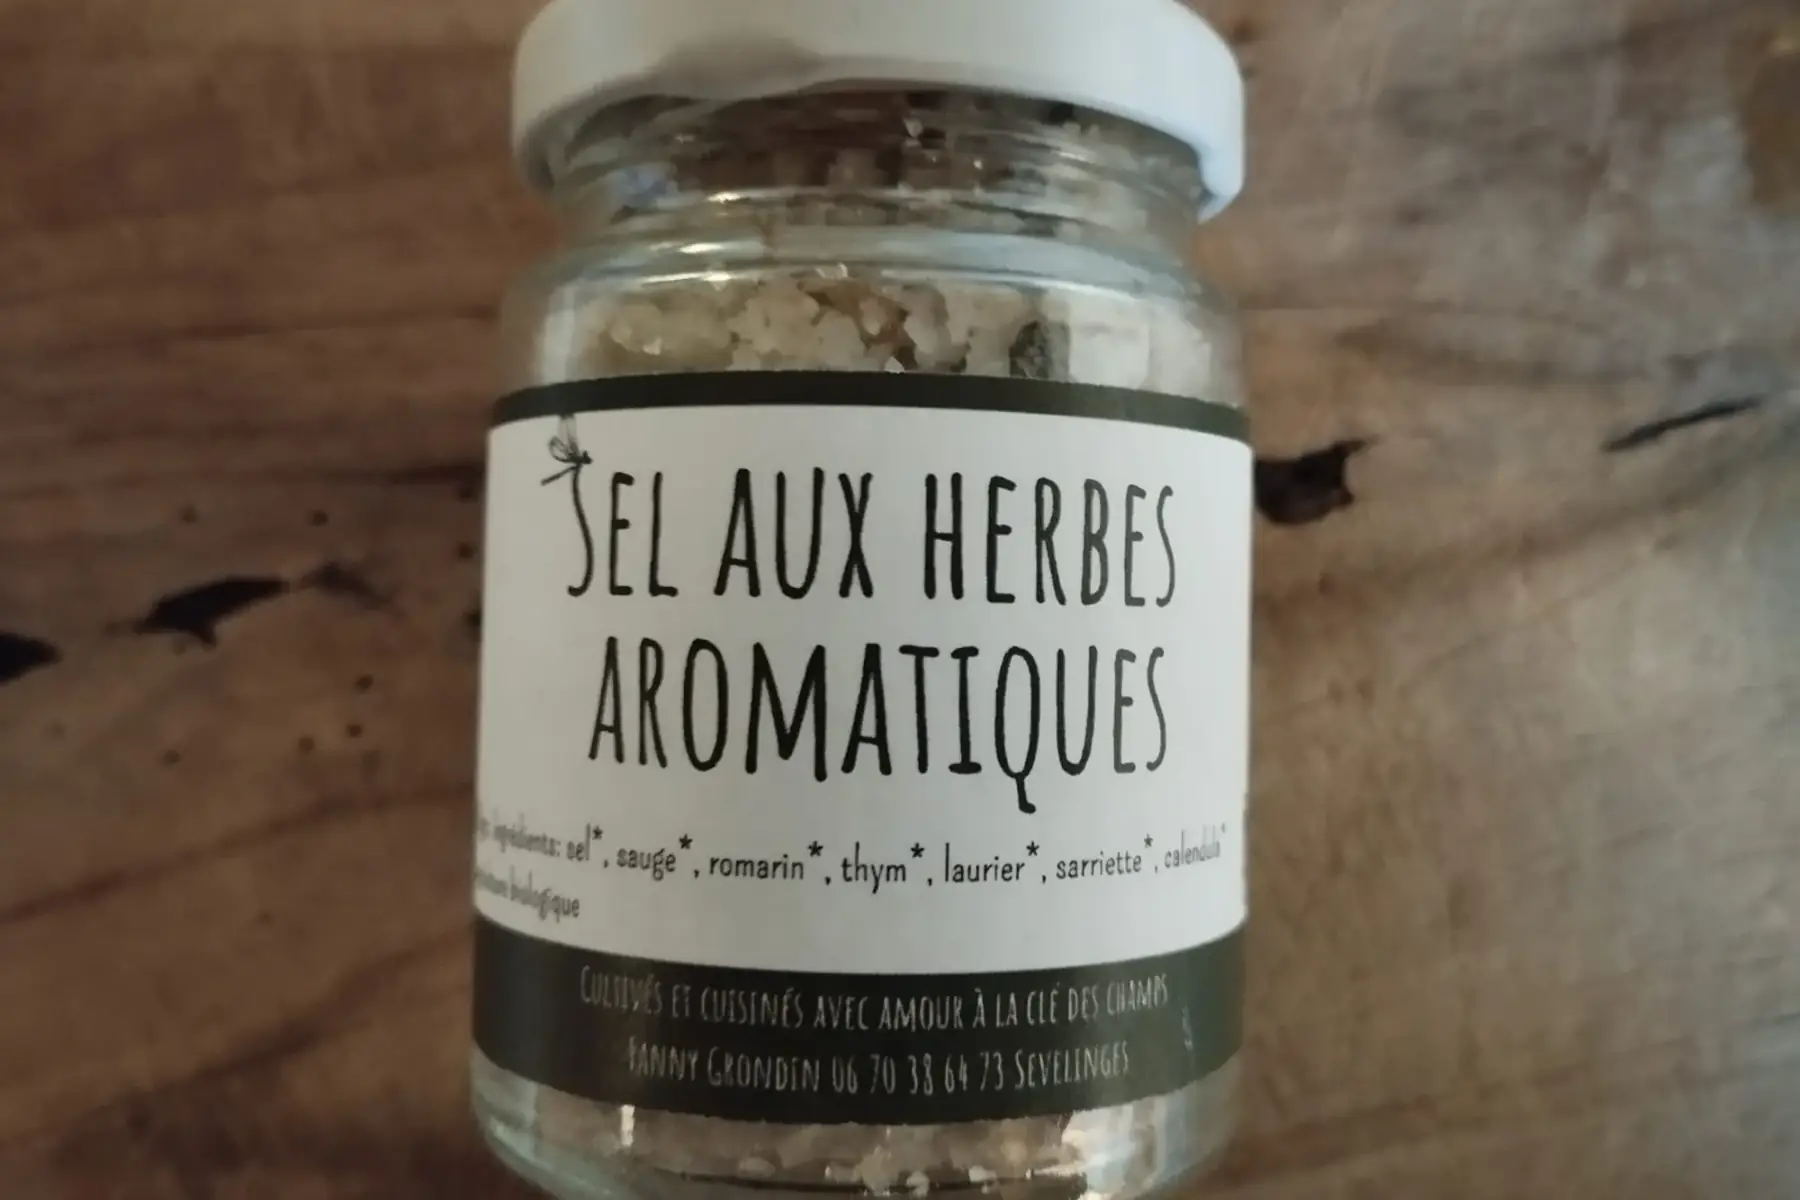 SEL AUX HERBES
AROMATIQUES
ingrédients: sel*, sauge*, romarin*, thym*, laurier*, sarriette*, calendula*
biologique
CULTIVÉS ET CUISINÉS AVEC AMOUR À LA CLÉ DES CHAMPS
FANNY GRONDIN 06 70 38 64 73 SEVELINGES